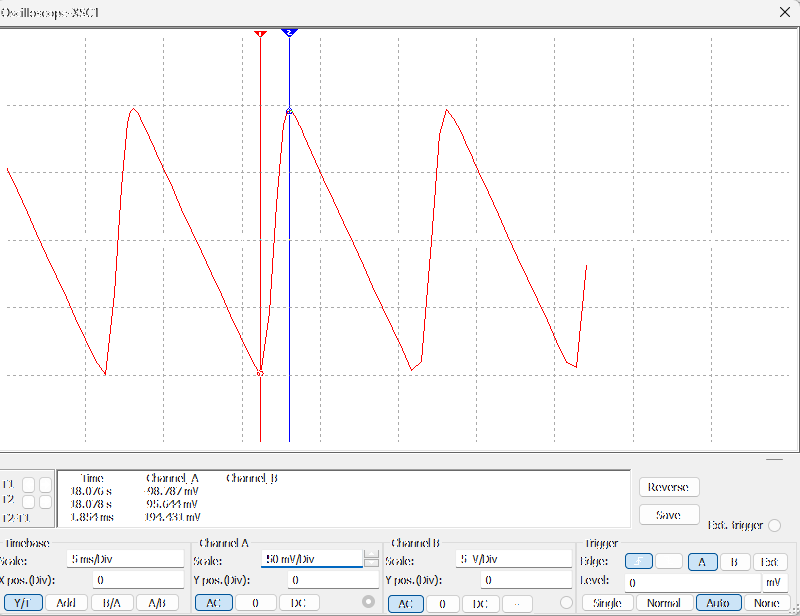 Oscilloscope-XSC1
1 2
Time Channel_A Channel_B
T1 18.076 s -98.787 mV
T2 18.078 s 95.644 mV
T2-T1 1.854 ms 194.431 mV
Reverse
Save
Ext. trigger
Timebase Channel A Channel B Trigger
Scale: 5 ms/Div Scale: 50 mV/Div Scale: 5 V/Div Edge: A B Ext
X pos.(Div): 0 Y pos.(Div): 0 Y pos.(Div): 0 Level: 0 mV
Y/T Add B/A A/B AC 0 DC AC 0 DC - Single Normal Auto None